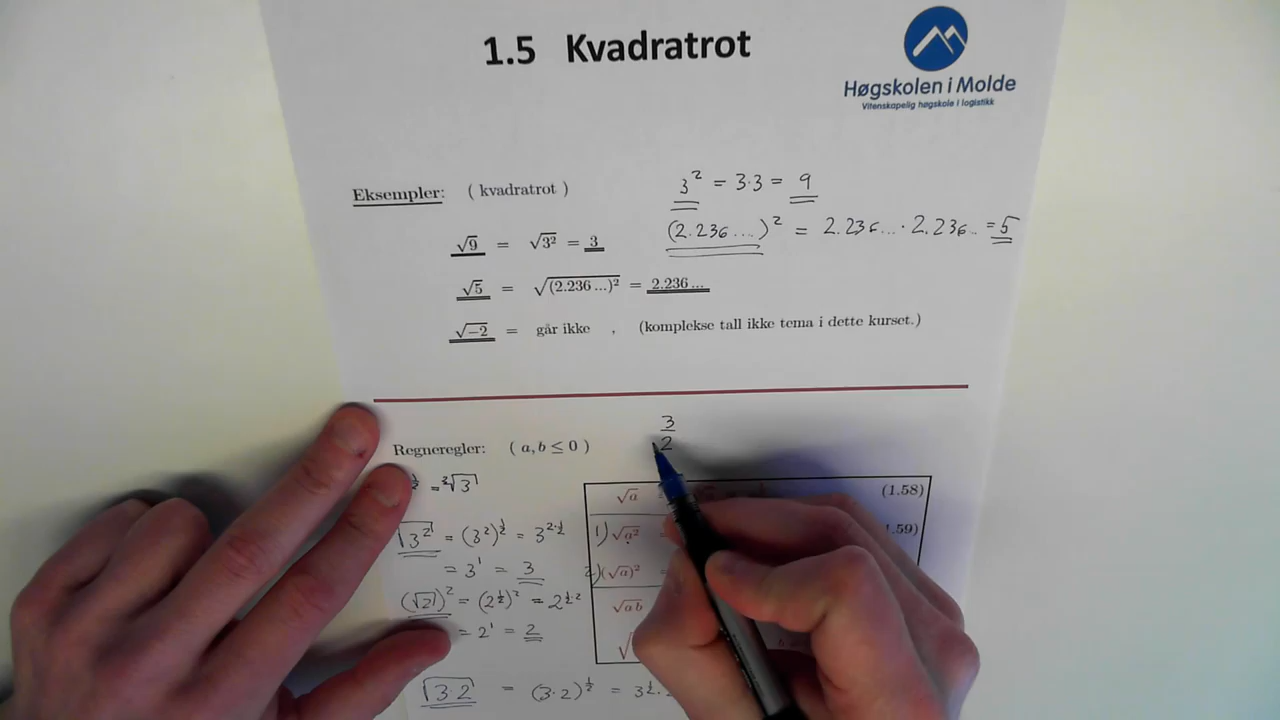 1.5 Kvadratrot
Høgskolen i Molde
Vitenskapelig høgskole i logistikk
Eksempler: ( kvadratrot )
3² = 3·3 = 9
√9 = √3² = 3
(2.236...)² = 2.236...·2.236.. = 5
√5 = √(2.236...)² = 2.236...
√−2 = går ikke , (komplekse tall ikke tema i dette kurset.)
3/2
Regneregler: ( a, b ≤ 0 )
= ²√3
√a (1.58)
√3² = (3²)^½ = 3^2·½
1) √a² = 1.59)
= 3¹ = 3
2) (√a)² =
(√2)² = (2^½)² = 2^½·2
√ab
= 2¹ = 2
√3·2 = (3·2)^½ = 3^½·